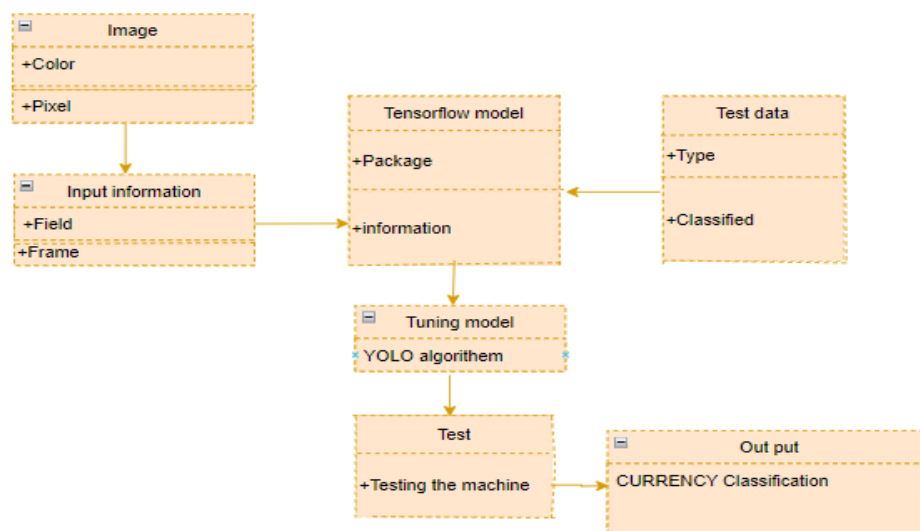 Image
+Color
+Pixel
Input information
+Field
+Frame
Tensorflow model
+Package
+information
Test data
+Type
+Classified
Tuning model
YOLO algorithem
Test
+Testing the machine
Out put
CURRENCY Classification